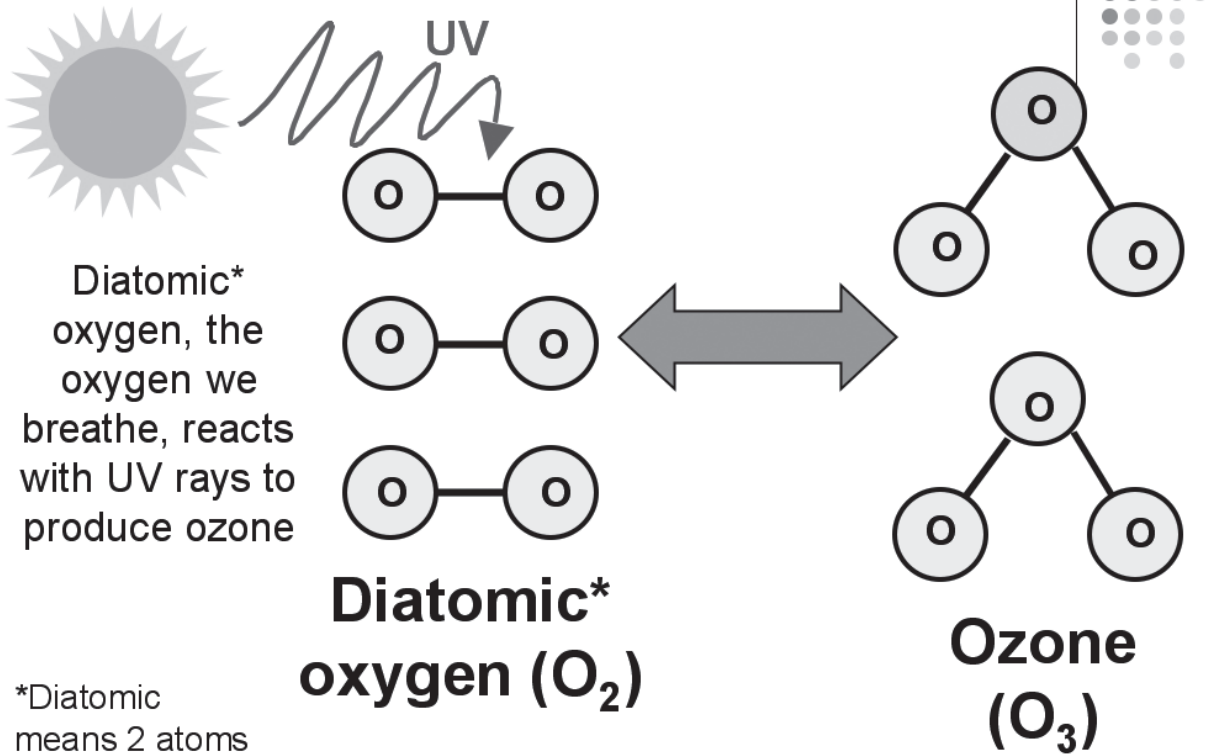 UV
O O
O O
O O
Diatomic*
oxygen, the
oxygen we
breathe, reacts
with UV rays to
produce ozone
Diatomic*
oxygen (O₂)
*Diatomic
means 2 atoms
O
O O
O
O O
Ozone
(O₃)